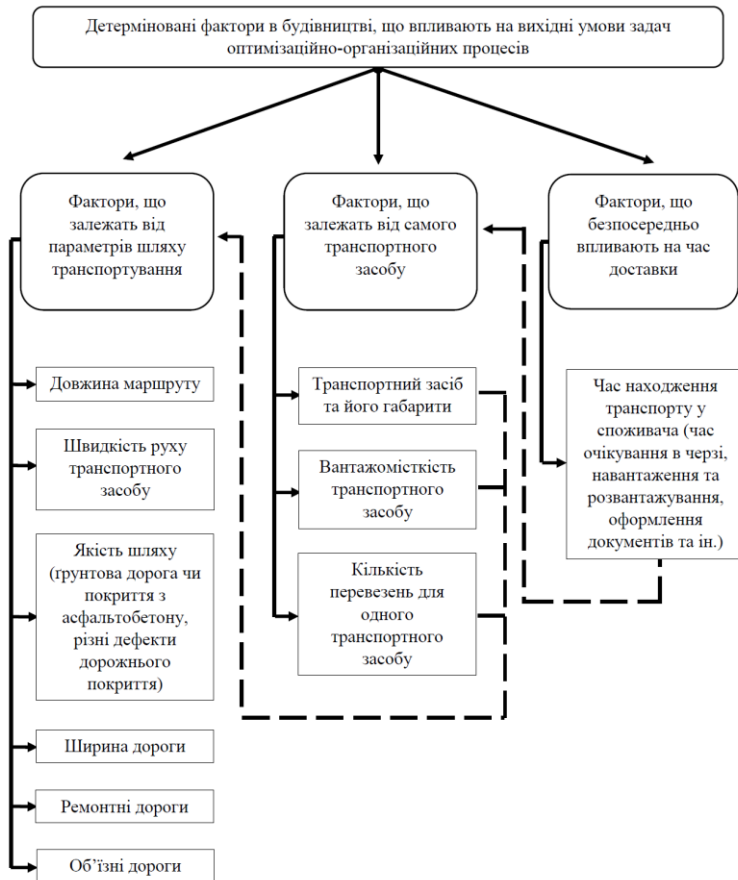 Детерміновані фактори в будівництві, що впливають на вихідні умови задач
оптимізаційно-організаційних процесів
Фактори, що
залежать від
параметрів шляху
транспортування
Фактори, що
залежать від самого
транспортного
засобу
Фактори, що
безпосередньо
впливають на час
доставки
Довжина маршруту
Швидкість руху
транспортного
засобу
Якість шляху
(ґрунтова дорога чи
покриття з
асфальтобетону,
різні дефекти
дорожнього
покриття)
Ширина дороги
Ремонтні дороги
Об’їзні дороги
Транспортний засіб
та його габарити
Вантажомісткість
транспортного
засобу
Кількість
перевезень для
одного
транспортного
засобу
Час находження
транспорту у
споживача (час
очікування в черзі,
навантаження та
розвантажування,
оформлення
документів та ін.)